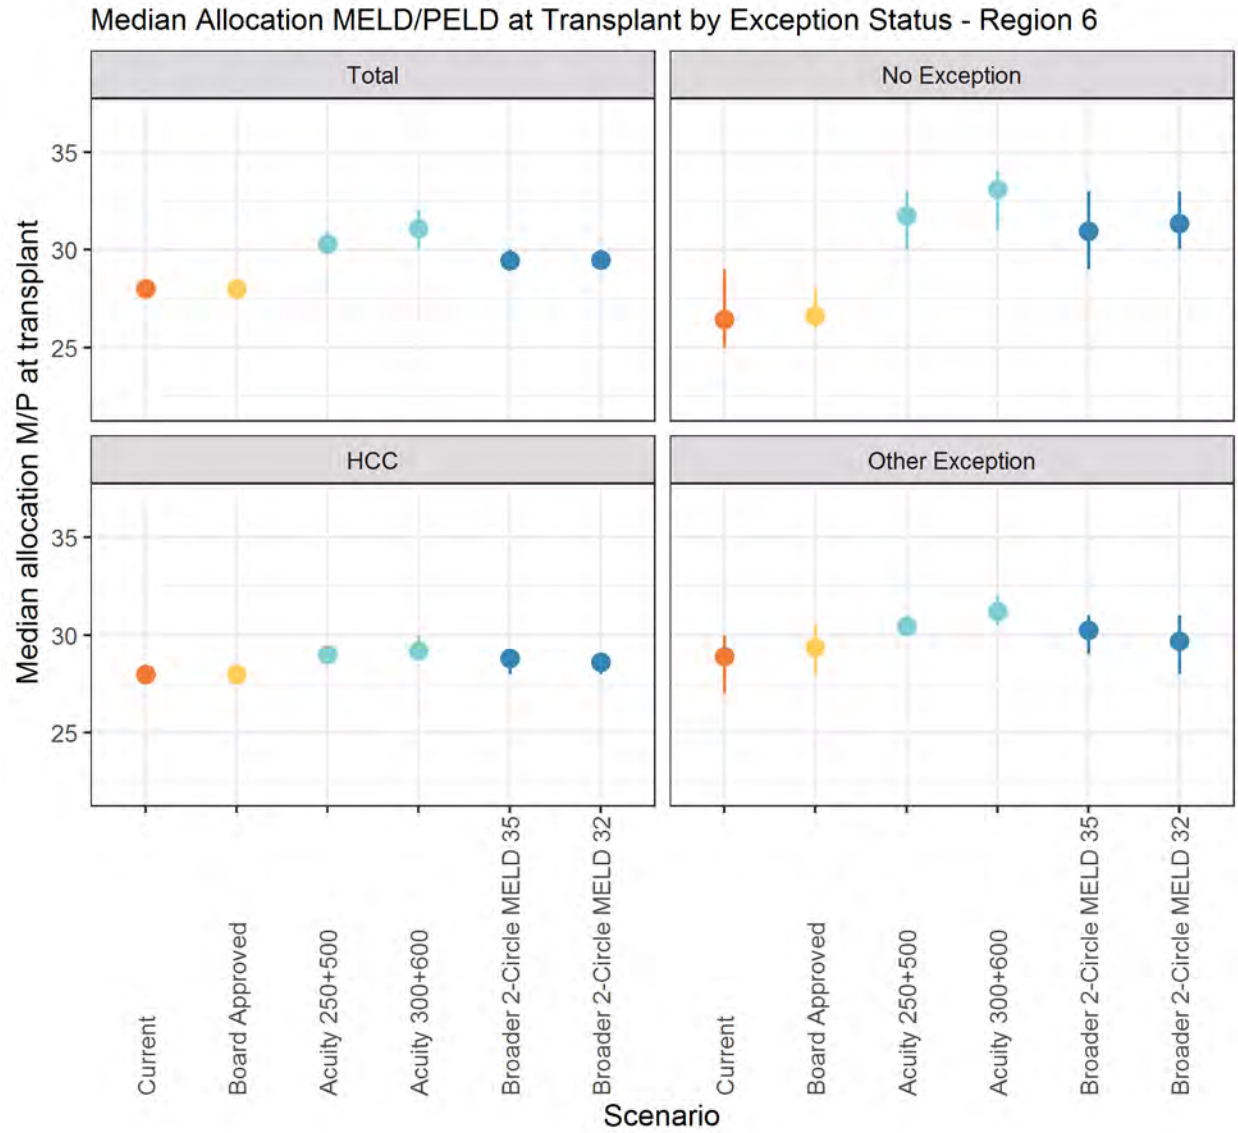 Median Allocation MELD/PELD at Transplant by Exception Status - Region 6
Total
No Exception
35
30
25
HCC
Other Exception
35
30
25
Median allocation M/P at transplant
Current
Board Approved
Acuity 250+500
Acuity 300+600
Broader 2-Circle MELD 35
Broader 2-Circle MELD 32
Current
Board Approved
Acuity 250+500
Acuity 300+600
Broader 2-Circle MELD 35
Broader 2-Circle MELD 32
Scenario